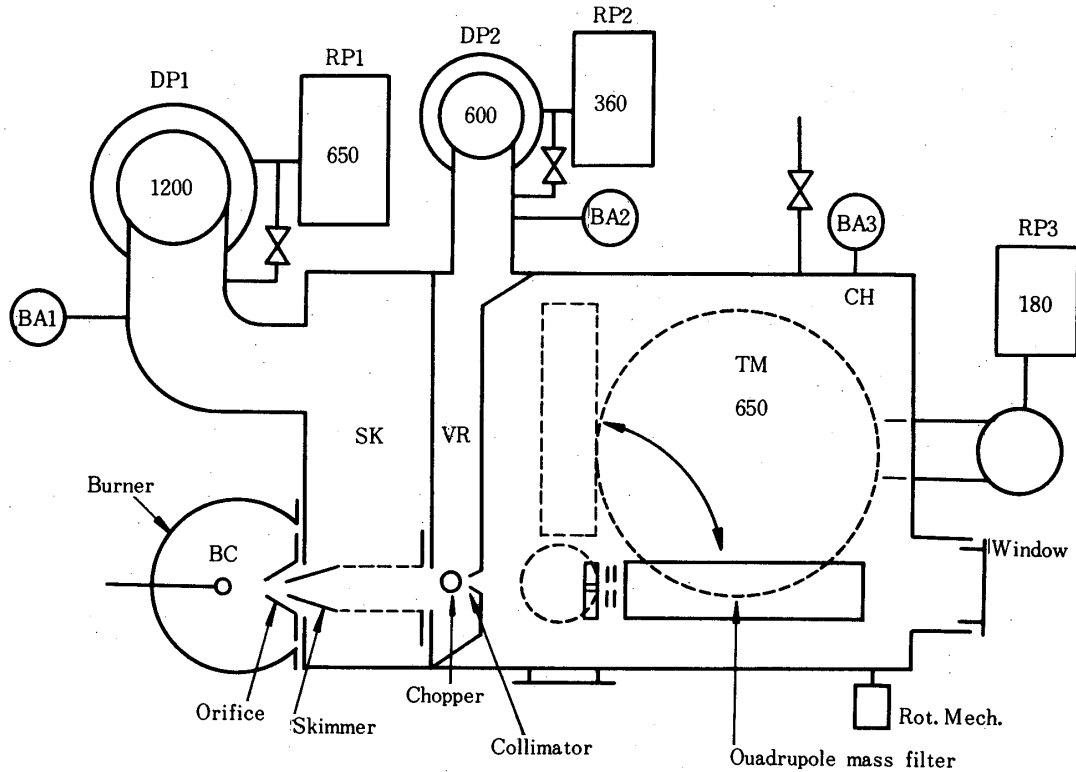 RP2
DP2
RP1
DP1
360
600
650
1200
BA2
BA3
RP3
CH
180
BA1
TM
650
SK
VR
Burner
BC
Window
Chopper
Orifice
Skimmer
Collimator
Rot. Mech.
Quadrupole mass filter